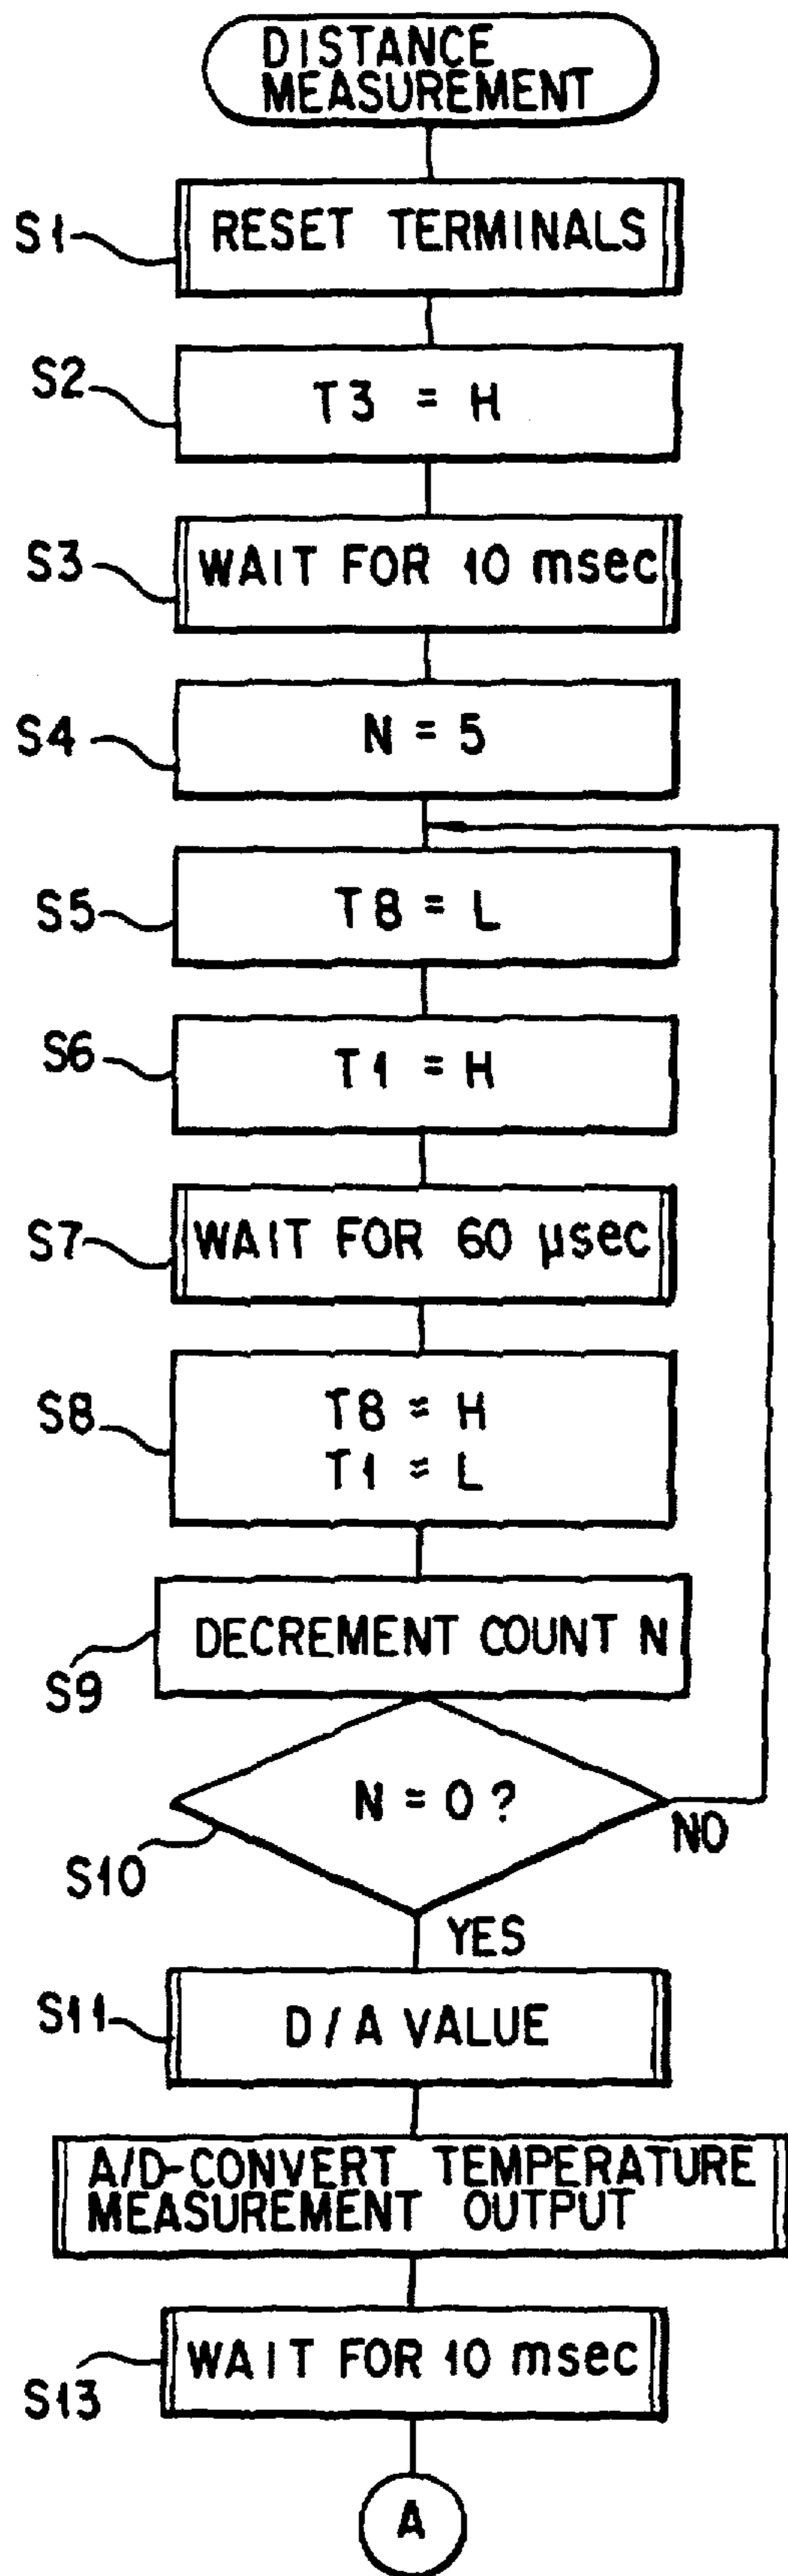 DISTANCE
MEASUREMENT
S1
RESET TERMINALS
S2
T3 = H
S3
WAIT FOR 10 msec
S4
N = 5
S5
T8 = L
S6
T1 = H
S7
WAIT FOR 60 μsec
S8
T8 = H
T1 = L
DECREMENT COUNT N
S9
N = 0 ?
NO
S10
YES
S11
D/A VALUE
A/D-CONVERT TEMPERATURE
MEASUREMENT OUTPUT
WAIT FOR 10 msec
S13
A